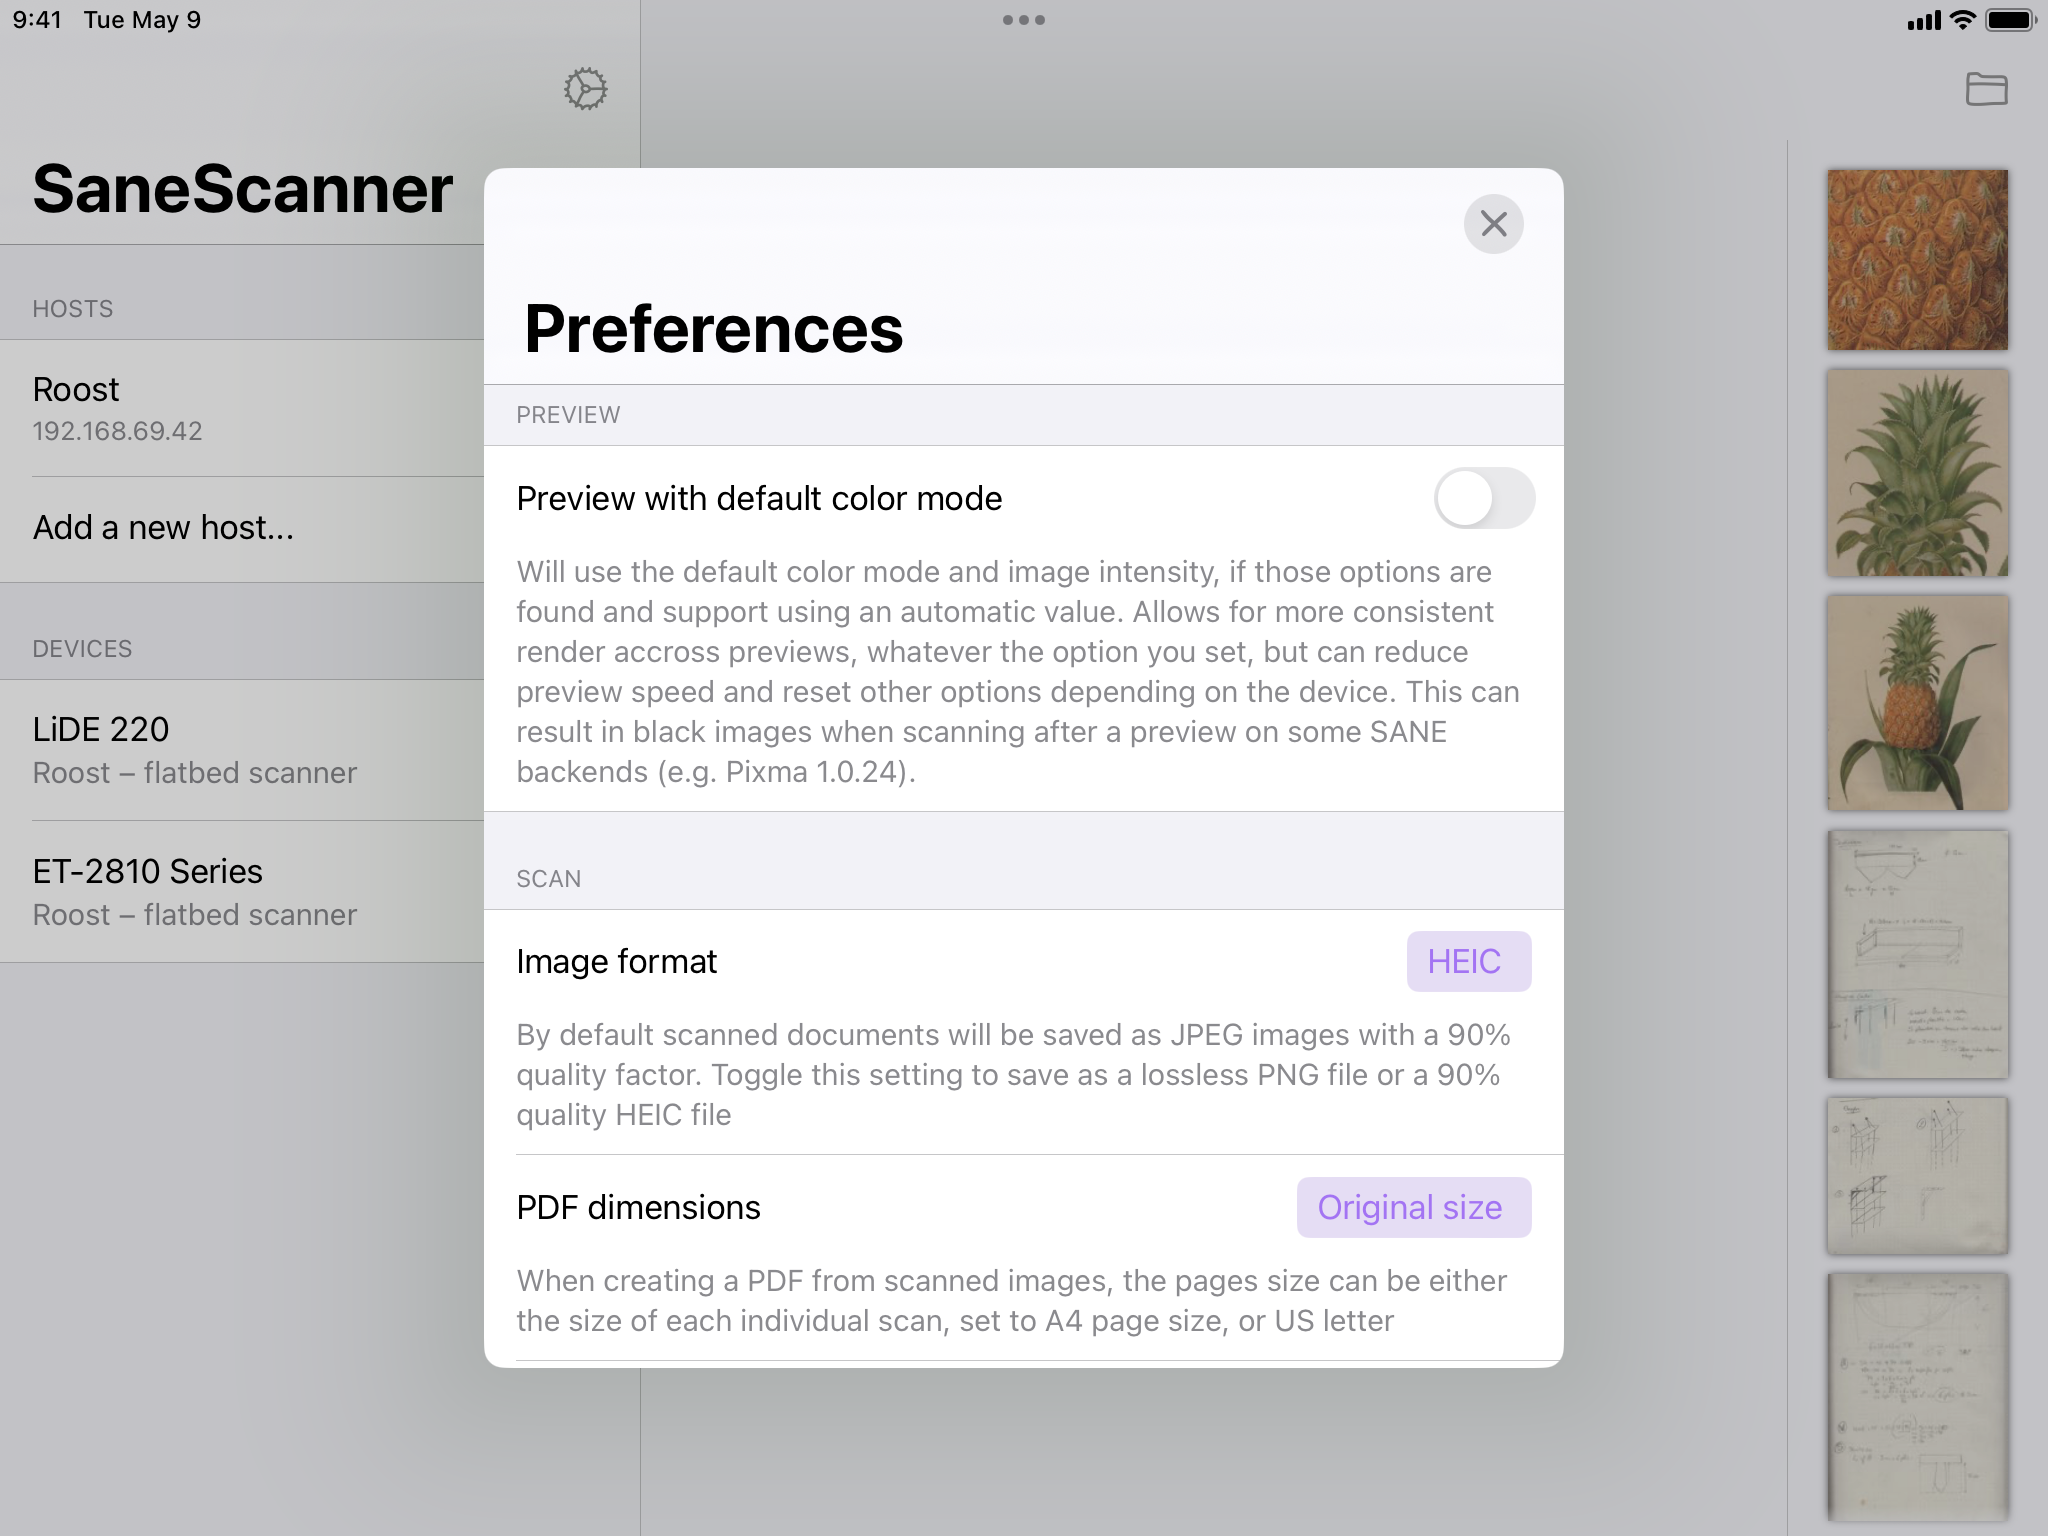 9:41 Tue May 9
SaneScanner
HOSTS
Roost
192.168.69.42
Add a new host...
DEVICES
LiDE 220
Roost – flatbed scanner
ET-2810 Series
Roost – flatbed scanner
Preferences
PREVIEW
Preview with default color mode
Will use the default color mode and image intensity, if those options are
found and support using an automatic value. Allows for more consistent
render accross previews, whatever the option you set, but can reduce
preview speed and reset other options depending on the device. This can
result in black images when scanning after a preview on some SANE
backends (e.g. Pixma 1.0.24).
SCAN
Image format
HEIC
By default scanned documents will be saved as JPEG images with a 90%
quality factor. Toggle this setting to save as a lossless PNG file or a 90%
quality HEIC file
PDF dimensions
Original size
When creating a PDF from scanned images, the pages size can be either
the size of each individual scan, set to A4 page size, or US letter